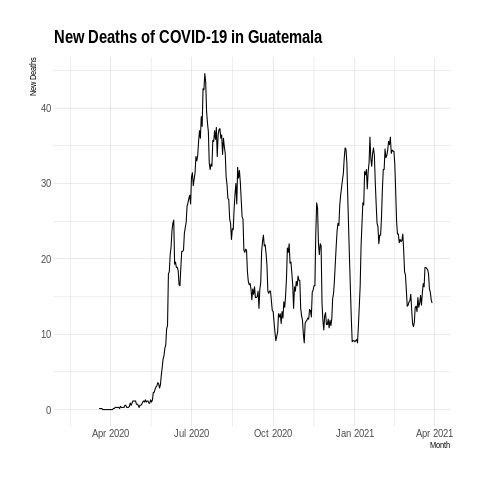 New Deaths of COVID-19 in Guatemala
New Deaths
40
30
20
10
0
Apr 2020 Jul 2020 Oct 2020 Jan 2021 Apr 2021
Month